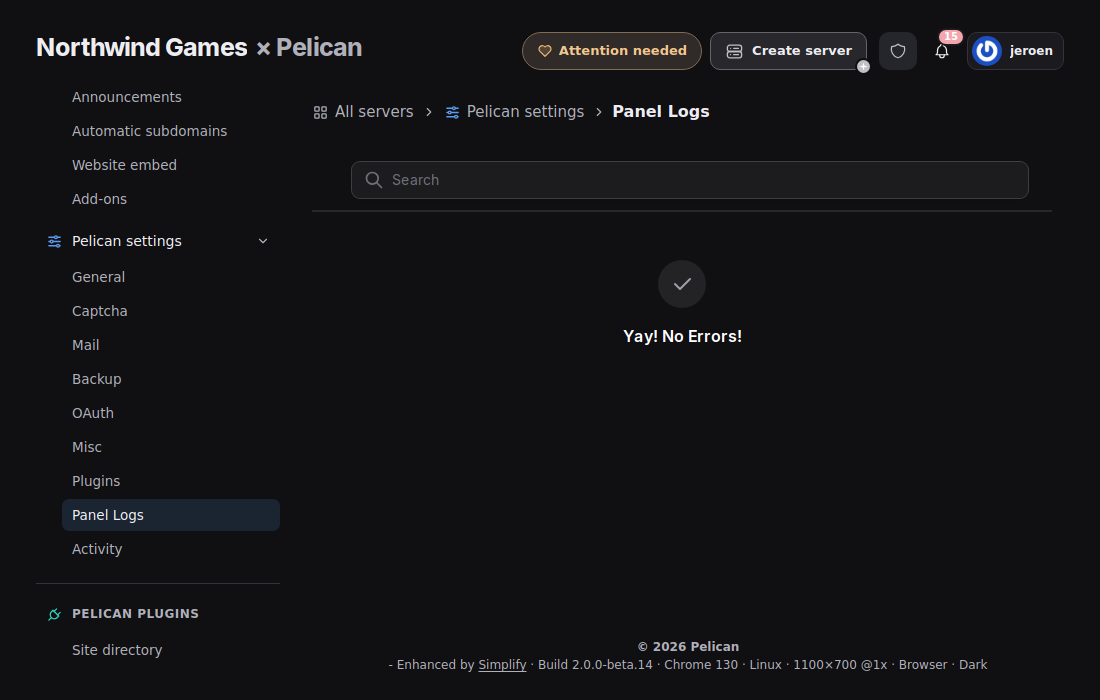 Northwind Games × Pelican
Attention needed
Create server
15
jeroen
Announcements
Automatic subdomains
Website embed
Add-ons
Pelican settings
General
Captcha
Mail
Backup
OAuth
Misc
Plugins
Panel Logs
Activity
PELICAN PLUGINS
Site directory
All servers > Pelican settings > Panel Logs
Search
Yay! No Errors!
© 2026 Pelican
- Enhanced by Simplify · Build 2.0.0-beta.14 · Chrome 130 · Linux · 1100×700 @1x · Browser · Dark